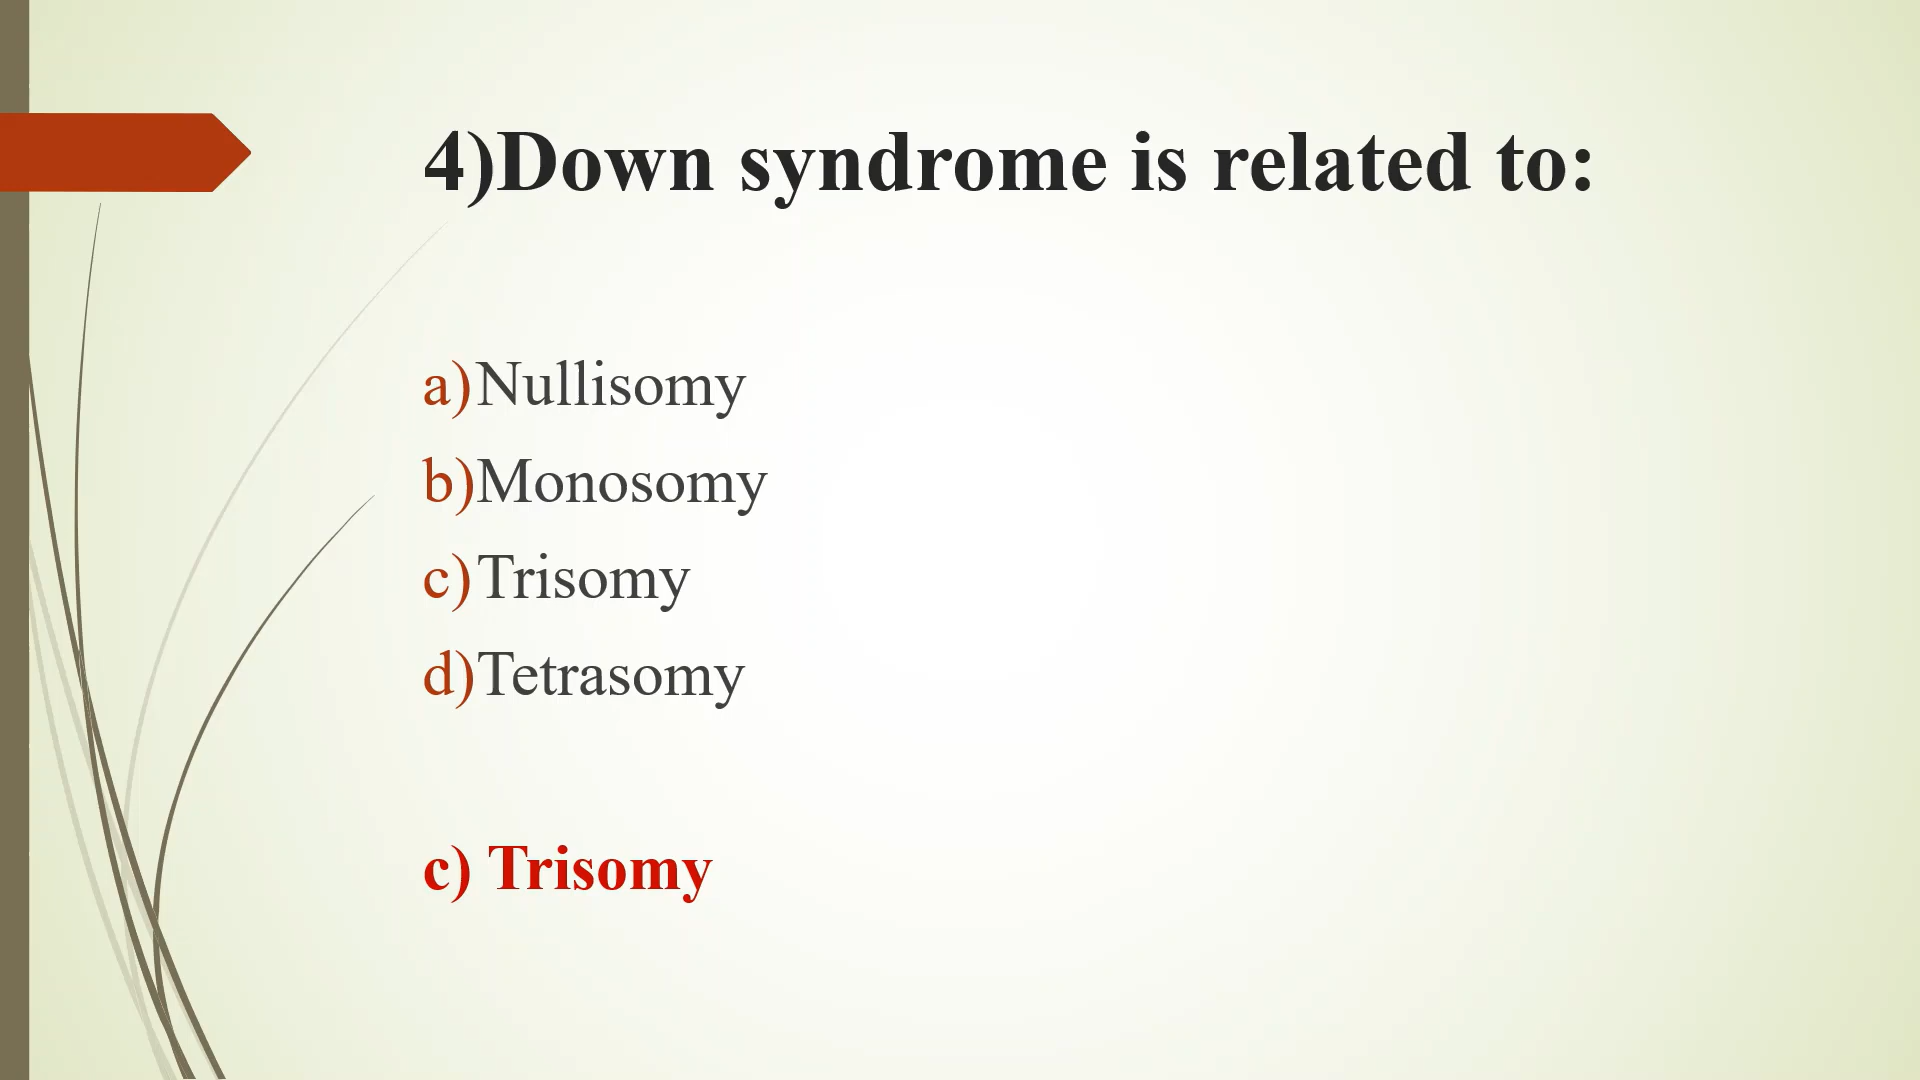 4)Down syndrome is related to:
a)Nullisomy
b)Monosomy
c)Trisomy
d)Tetrasomy
c) Trisomy